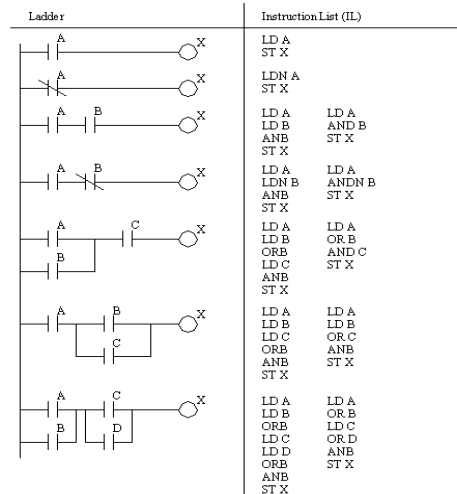 Ladder Instruction List (IL)
A X
LD A
ST X
A X
LDN A
ST X
A B X
LD A LD A
LD B AND B
ANB ST X
ST X
A B X
LD A LD A
LDN B ANDN B
ANB ST X
ST X
A C X
B
LD A LD A
LD B OR B
ORB AND C
LD C ST X
ANB
ST X
A B X
C
LD A LD A
LD B LD B
LD C OR C
ORB ANB
ANB ST X
ST X
A C X
B D
LD A LD A
LD B OR B
ORB LD C
LD C OR D
LD D ANB
ORB ST X
ANB
ST X